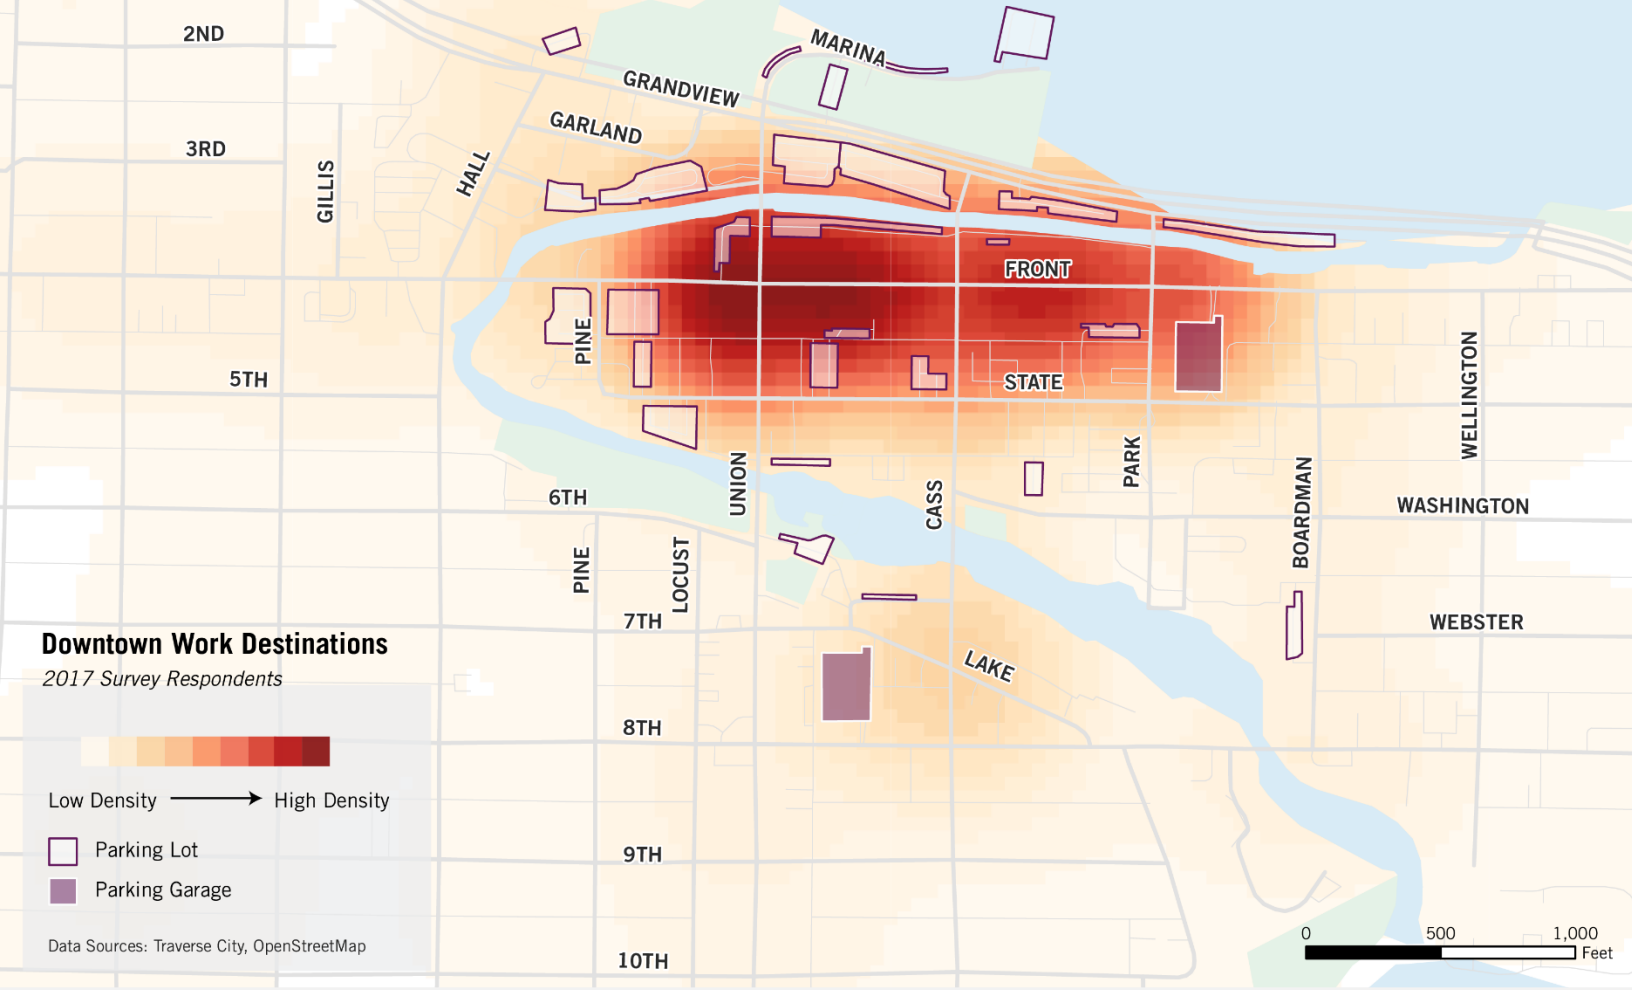 2ND
MARINA
GRANDVIEW
GARLAND
3RD
HALL
GILLIS
FRONT
PINE
5TH
STATE
WELLINGTON
PARK
UNION
CASS
BOARDMAN
6TH
WASHINGTON
PINE
LOCUST
7TH
WEBSTER
LAKE
8TH
9TH
10TH
Downtown Work Destinations
2017 Survey Respondents
Low Density
High Density
Parking Lot
Parking Garage
Data Sources: Traverse City, OpenStreetMap
0 500 1,000
Feet